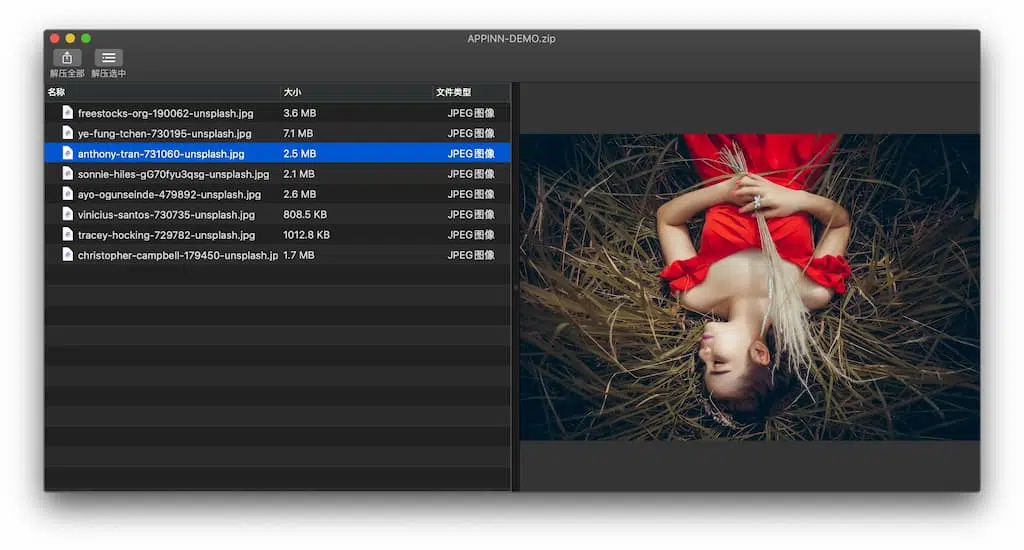 APPINN-DEMO.zip
解压全部 解压选中
名称 大小 文件类型
freestocks-org-190062-unsplash.jpg 3.6 MB JPEG图像
ye-fung-tchen-730195-unsplash.jpg 7.1 MB JPEG图像
anthony-tran-731060-unsplash.jpg 2.5 MB JPEG图像
sonnie-hiles-gG70fyu3qsg-unsplash.jpg 2.1 MB JPEG图像
ayo-ogunseinde-479892-unsplash.jpg 2.6 MB JPEG图像
vinicius-santos-730735-unsplash.jpg 808.5 KB JPEG图像
tracey-hocking-729782-unsplash.jpg 1012.8 KB JPEG图像
christopher-campbell-179450-unsplash.jp 1.7 MB JPEG图像